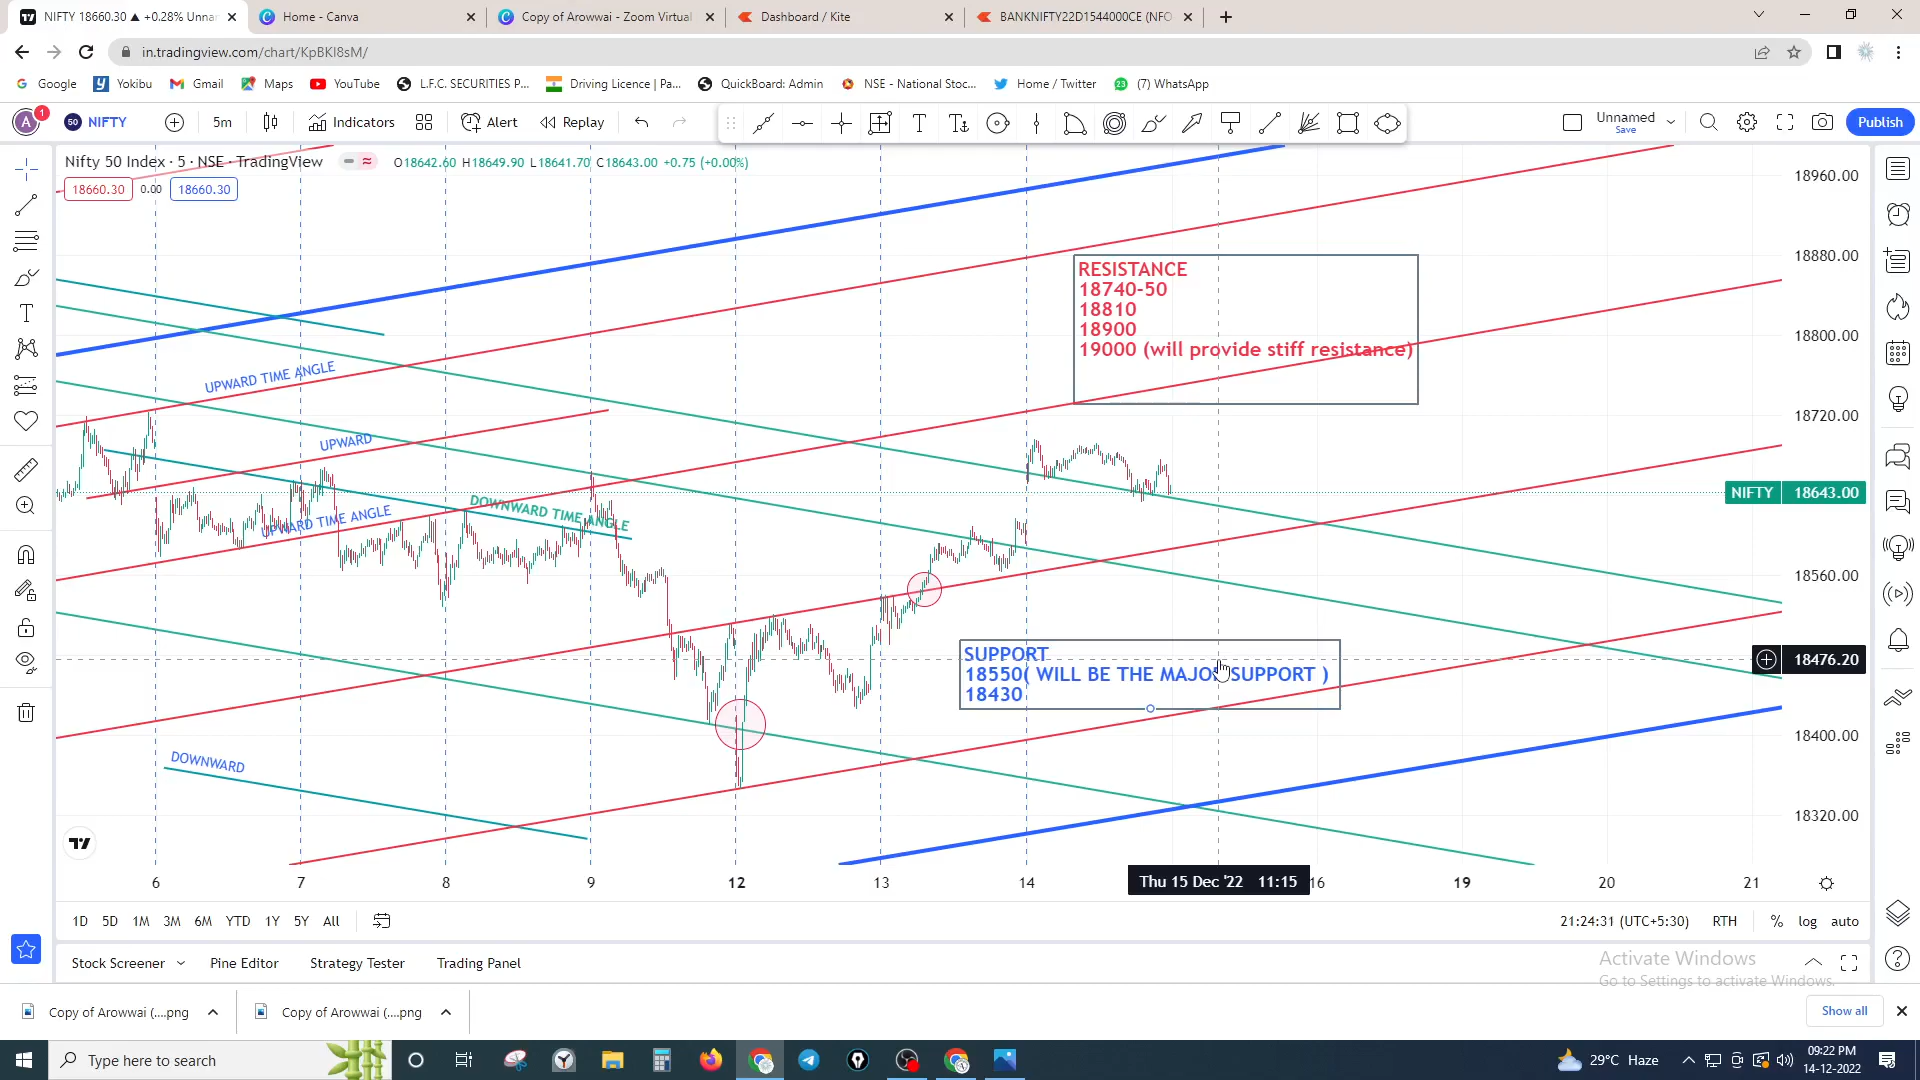 NIFTY 18660.30 ▲ +0.28% Unnar
Home - Canva
Copy of Arowwai - Zoom Virtual
Dashboard / Kite
BANKNIFTY22D1544000CE (NFO
in.tradingview.com/chart/KpBKI8sM/
Google
Yokibu
Gmail
Maps
YouTube
L.F.C. SECURITIES P...
Driving Licence | Pa...
QuickBoard: Admin
NSE - National Stoc...
Home / Twitter
23
(7) WhatsApp
A
1
50
NIFTY
5m
Indicators
Alert
Replay
Unnamed
Save
Publish
Nifty 50 Index · 5 · NSE · TradingView
O18642.60 H18649.90 L18641.70 C18643.00 +0.75 (+0.00%)
18660.30
0.00
18660.30
18960.00
18880.00
18800.00
18720.00
NIFTY 18643.00
18560.00
18476.20
18400.00
18320.00
RESISTANCE
18740-50
18810
18900
19000 (will provide stiff resistance)
UPWARD TIME ANGLE
UPWARD
DOWNWARD TIME ANGLE
UPWARD TIME ANGLE
SUPPORT
18550( WILL BE THE MAJOR SUPPORT )
18430
DOWNWARD
6
7
8
9
12
13
14
Thu 15 Dec '22 11:15
16
19
20
21
1D
5D
1M
3M
6M
YTD
1Y
5Y
All
21:24:31 (UTC+5:30)
RTH
%
log
auto
Stock Screener
Pine Editor
Strategy Tester
Trading Panel
Activate Windows
Go to Settings to activate Windows.
Copy of Arowwai (....png
Copy of Arowwai (....png
Show all
Type here to search
29°C Haze
09:22 PM
14-12-2022